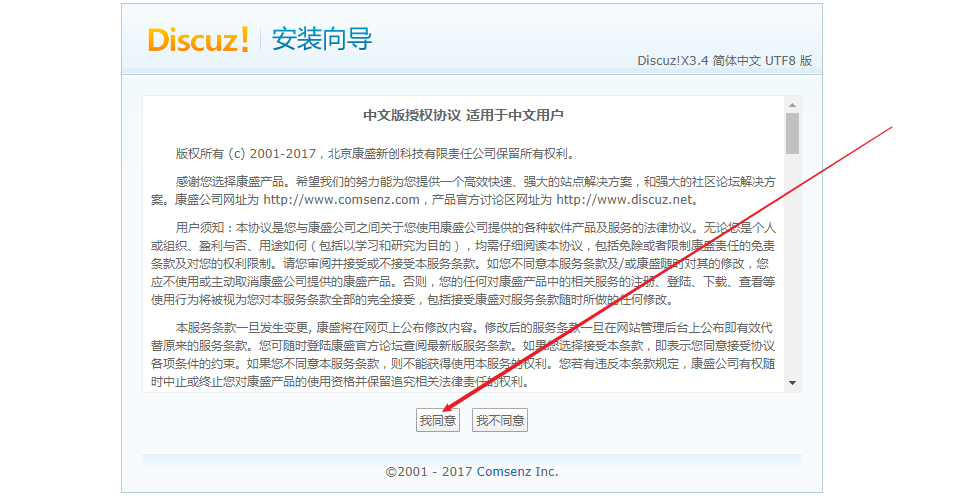 Discuz! 安装向导
Discuz!X3.4 简体中文 UTF8 版
中文版授权协议 适用于中文用户
版权所有 (c) 2001-2017，北京康盛新创科技有限责任公司保留所有权利。
感谢您选择康盛产品。希望我们的努力能为您提供一个高效快速、强大的站点解决方案，和强大的社区论坛解决方
案。康盛公司网址为 http://www.comsenz.com，产品官方讨论区网址为 http://www.discuz.net。
用户须知：本协议是您与康盛公司之间关于您使用康盛公司提供的各种软件产品及服务的法律协议。无论您是个人
或组织、盈利与否、用途如何（包括以学习和研究为目的），均需仔细阅读本协议，包括免除或者限制康盛责任的免责
条款及对您的权利限制。请您审阅并接受或不接受本服务条款。如您不同意本服务条款及/或康盛随时对其的修改，您
应不使用或主动取消康盛公司提供的康盛产品。否则，您的任何对康盛产品中的相关服务的注册、登陆、下载、查看等
使用行为将被视为您对本服务条款全部的完全接受，包括接受康盛对服务条款随时所做的任何修改。
本服务条款一旦发生变更, 康盛将在网页上公布修改内容。修改后的服务条款一旦在网站管理后台上公布即有效代
替原来的服务条款。您可随时登陆康盛官方论坛查阅最新版服务条款。如果您选择接受本条款，即表示您同意接受协议
各项条件的约束。如果您不同意本服务条款，则不能获得使用本服务的权利。您若有违反本条款规定，康盛公司有权随
时中止或终止您对康盛产品的使用资格并保留追究相关法律责任的权利。
我同意 我不同意
©2001 - 2017 Comsenz Inc.